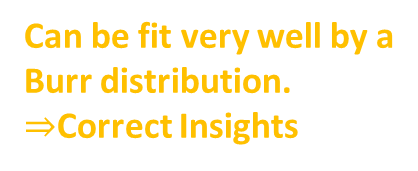 Can be fit very well by a
Burr distribution.
⇒Correct Insights